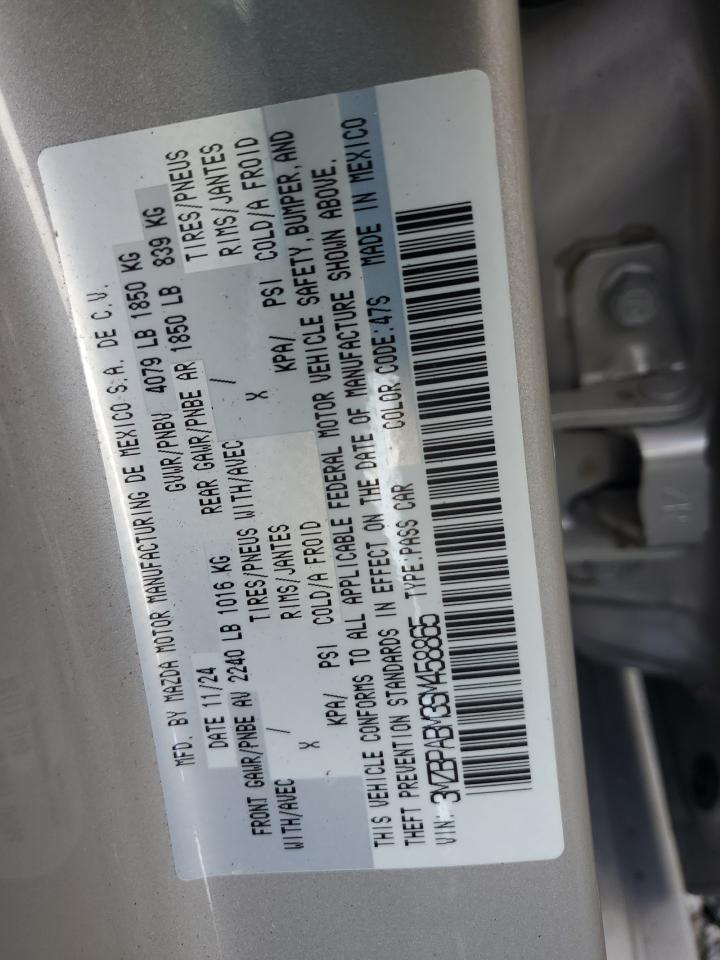 MFD. BY MAZDA MOTOR MANUFACTURING DE MEXICO S.A. DE C.V.
DATE 11/24 GVWR/PNBV 4079 LB 1850 KG
FRONT GAWR/PNBE AV 2240 LB 1016 KG REAR GAWR/PNBE AR 1850 LB 839 KG
WITH/AVEC / TIRES/PNEUS WITH/AVEC / TIRES/PNEUS
X RIMS/JANTES X RIMS/JANTES
KPA/ PSI COLD/A FROID KPA/ PSI COLD/A FROID
THIS VEHICLE CONFORMS TO ALL APPLICABLE FEDERAL MOTOR VEHICLE SAFETY, BUMPER, AND
THEFT PREVENTION STANDARDS IN EFFECT ON THE DATE OF MANUFACTURE SHOWN ABOVE.
VIN: 3MZBPABM3SM458865 TYPE:PASS CAR COLOR CODE:47S MADE IN MEXICO